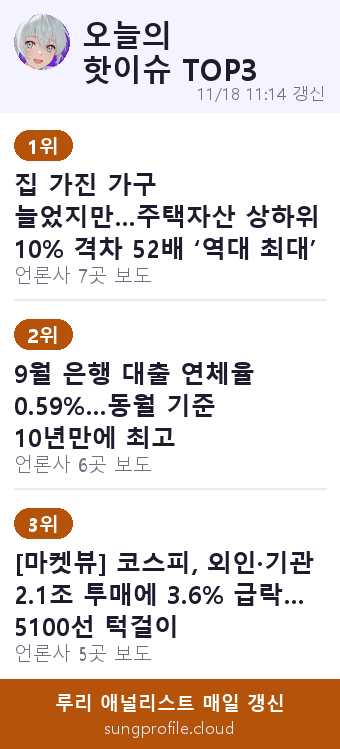 오늘의
핫이슈 TOP3
11/18 11:14 갱신
1위
집 가진 가구
늘었지만…주택자산 상하위
10% 격차 52배 ‘역대 최대’
언론사 7곳 보도
2위
9월 은행 대출 연체율
0.59%…동월 기준
10년만에 최고
언론사 6곳 보도
3위
[마켓뷰] 코스피, 외인·기관
2.1조 투매에 3.6% 급락…
5100선 턱걸이
언론사 5곳 보도
루리 애널리스트 매일 갱신
sungprofile.cloud